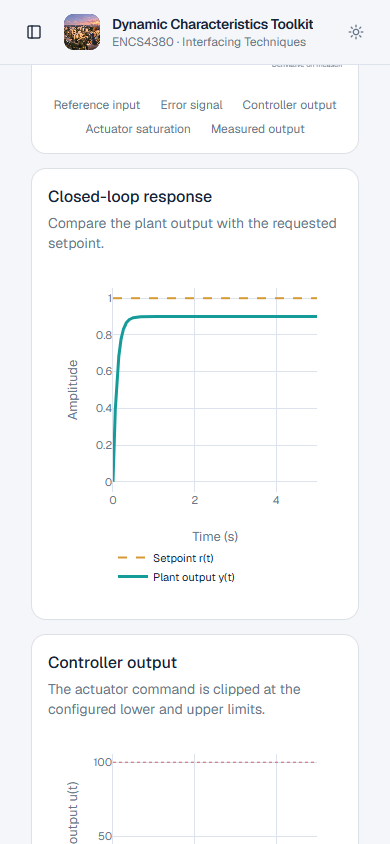 Dynamic Characteristics Toolkit
ENCS4380 · Interfacing Techniques
Reference input Error signal Controller output
Actuator saturation Measured output
Closed-loop response
Compare the plant output with the requested
setpoint.
1
0.8
0.6
0.4
0.2
0
Amplitude
0 2 4
Time (s)
Setpoint r(t)
Plant output y(t)
Controller output
The actuator command is clipped at the
configured lower and upper limits.
100
50
output u(t)